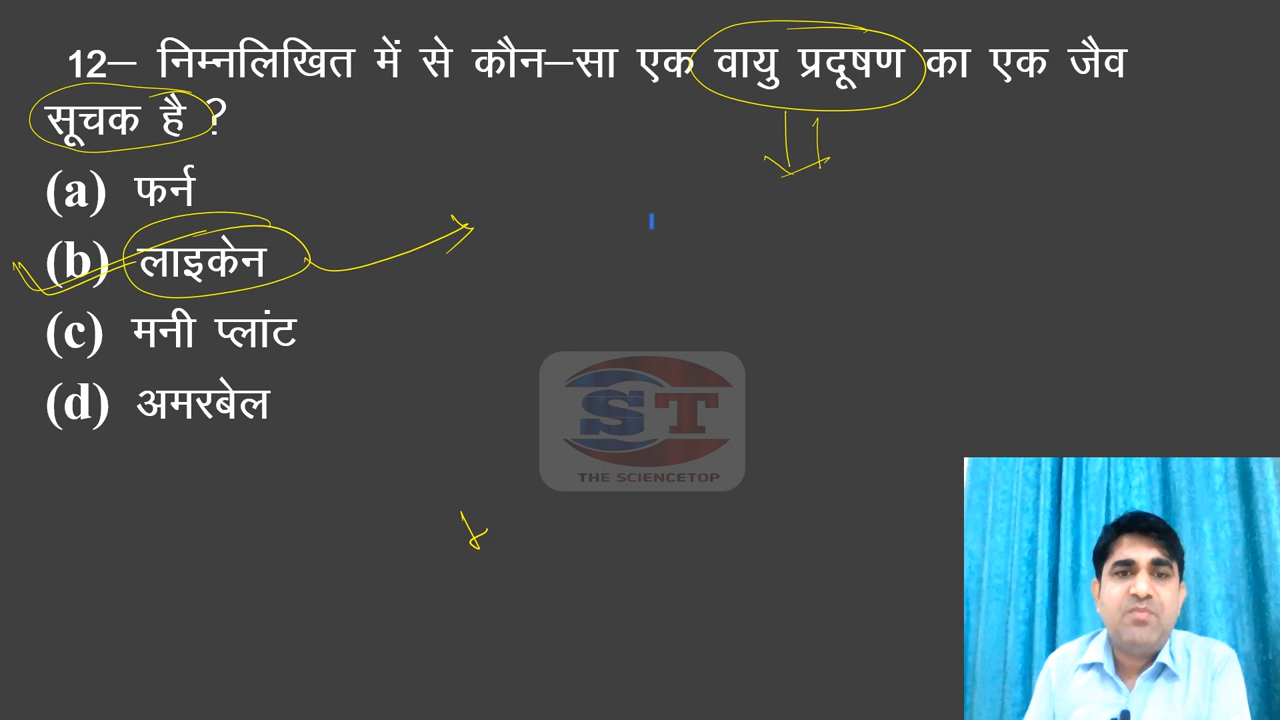 12– निम्नलिखित में से कौन–सा एक वायु प्रदूषण का एक जैव
सूचक है ?
(a) फर्न
(b) लाइकेन
(c) मनी प्लांट
(d) अमरबेल
ST
THE SCIENCETOP